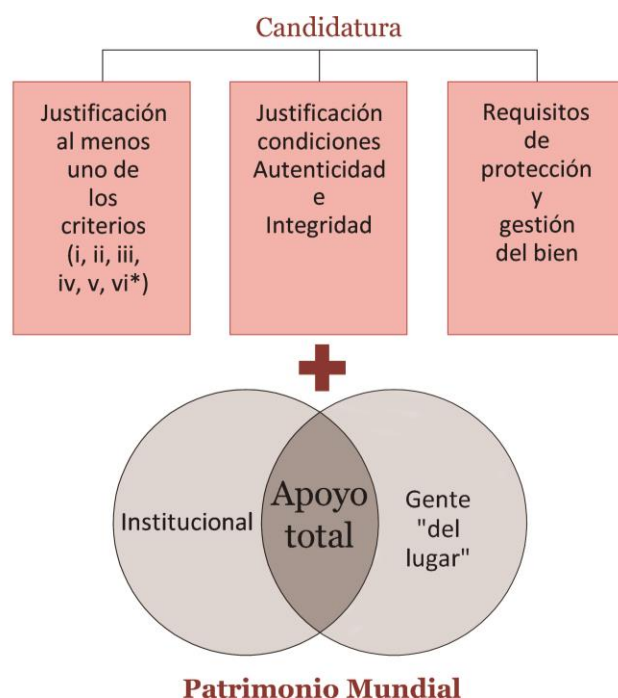 Candidatura
Justificación
al menos
uno de
los
criterios
(i, ii, iii,
iv, v, vi*)
Justificación
condiciones
Autenticidad
e
Integridad
Requisitos
de
protección
y
gestión
del bien
Institucional
Apoyo
total
Gente
"del
lugar"
Patrimonio Mundial